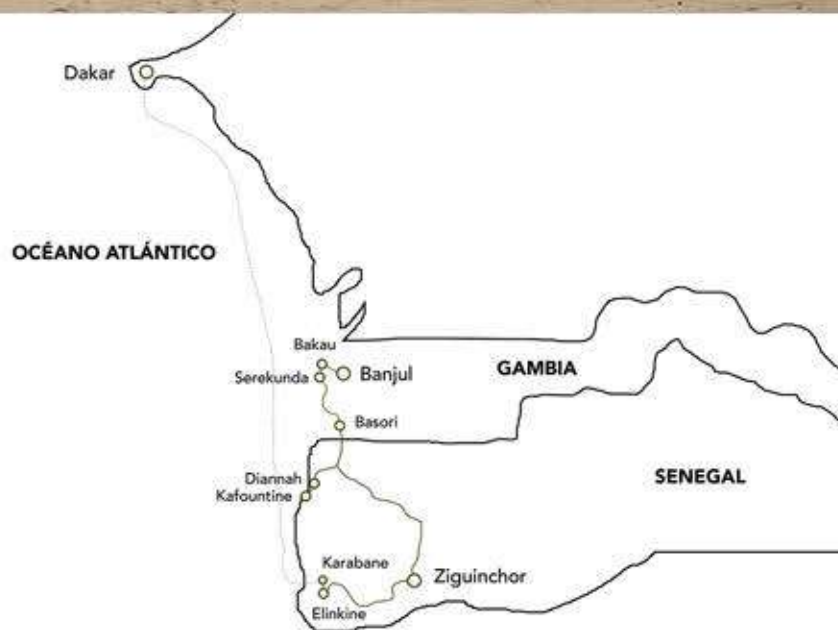 Dakar
OCÉANO ATLÁNTICO
Bakau
Serekunda
Banjul
GAMBIA
Basori
SENEGAL
Diannah
Kafountine
Karabane
Ziguinchor
Elinkine